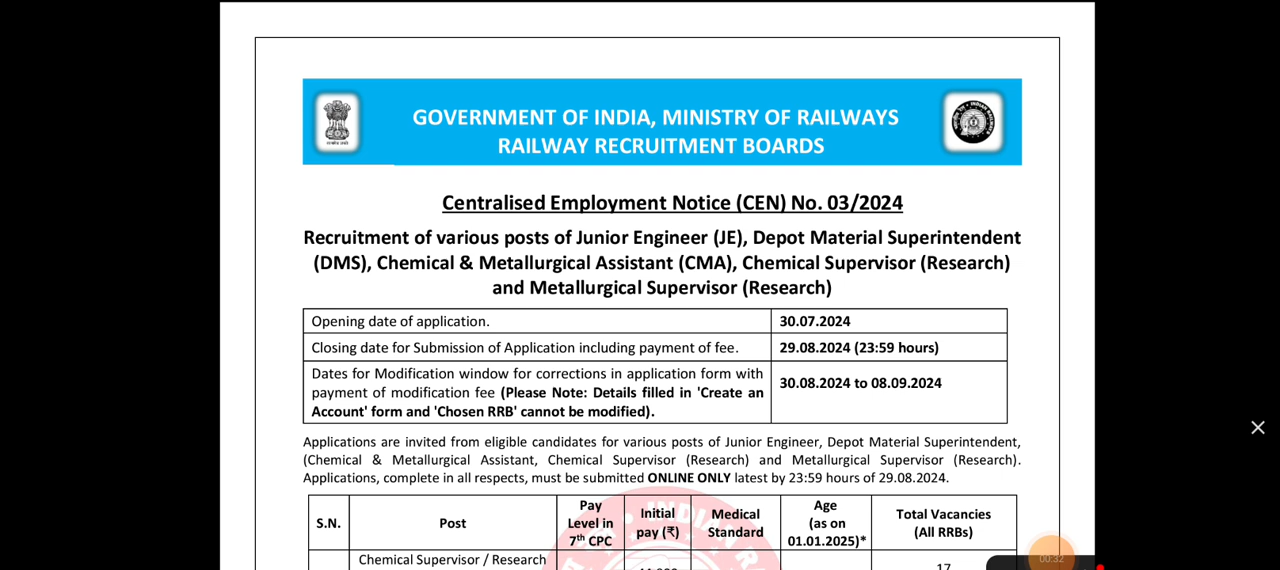 GOVERNMENT OF INDIA, MINISTRY OF RAILWAYS
RAILWAY RECRUITMENT BOARDS
Centralised Employment Notice (CEN) No. 03/2024
Recruitment of various posts of Junior Engineer (JE), Depot Material Superintendent
(DMS), Chemical & Metallurgical Assistant (CMA), Chemical Supervisor (Research)
and Metallurgical Supervisor (Research)
Opening date of application. 30.07.2024
Closing date for Submission of Application including payment of fee. 29.08.2024 (23:59 hours)
Dates for Modification window for corrections in application form with
payment of modification fee (Please Note: Details filled in 'Create an
Account' form and 'Chosen RRB' cannot be modified).
30.08.2024 to 08.09.2024
Applications are invited from eligible candidates for various posts of Junior Engineer, Depot Material Superintendent,
(Chemical & Metallurgical Assistant, Chemical Supervisor (Research) and Metallurgical Supervisor (Research).
Applications, complete in all respects, must be submitted ONLINE ONLY latest by 23:59 hours of 29.08.2024.
S.N.
Post
Pay
Level in
7th CPC
Initial
pay (₹)
Medical
Standard
Age
(as on
01.01.2025)*
Total Vacancies
(All RRBs)
Chemical Supervisor / Research
17
00:32